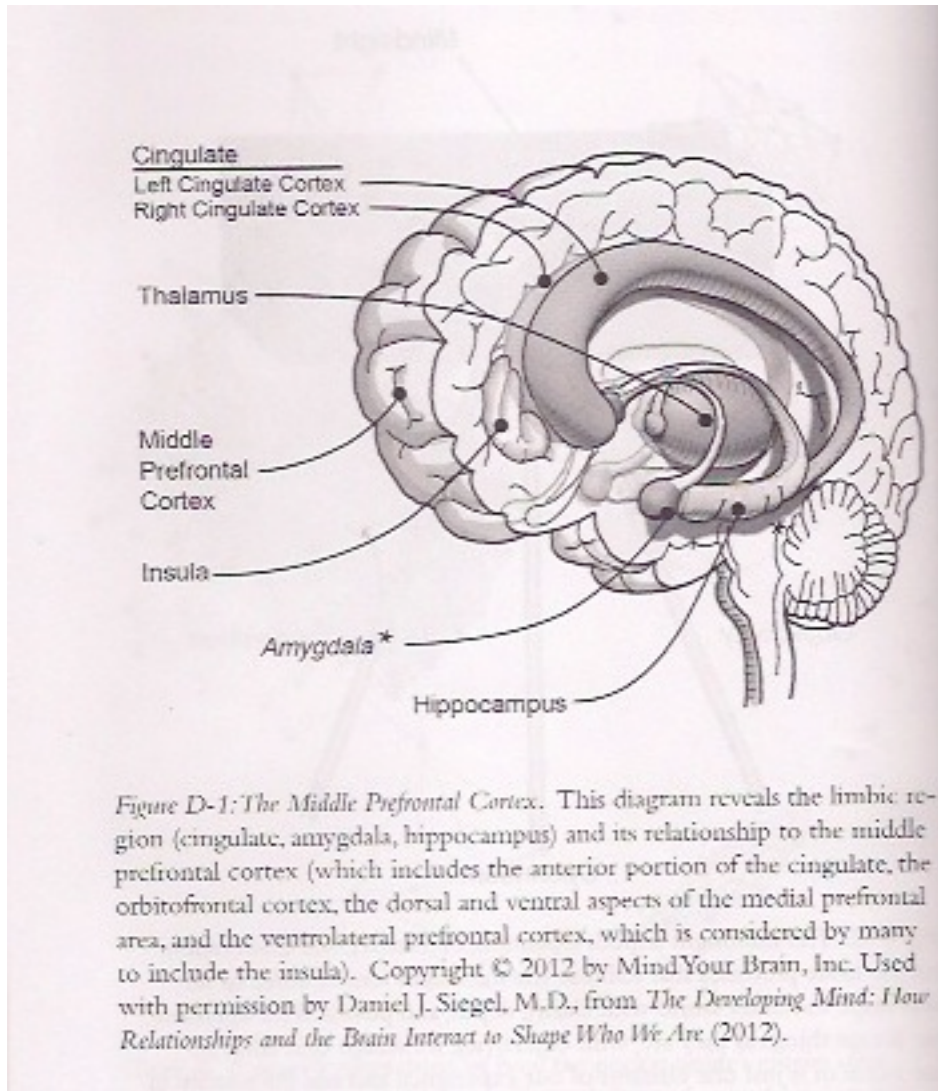 Cingulate
Left Cingulate Cortex
Right Cingulate Cortex
Thalamus
Middle
Prefrontal
Cortex
Insula
Amygdala*
Hippocampus
*
Figure D-1: The Middle Prefrontal Cortex. This diagram reveals the limbic re-
gion (cingulate, amygdala, hippocampus) and its relationship to the middle
prefrontal cortex (which includes the anterior portion of the cingulate, the
orbitofrontal cortex, the dorsal and ventral aspects of the medial prefrontal
area, and the ventrolateral prefrontal cortex, which is considered by many
to include the insula). Copyright © 2012 by Mind Your Brain, Inc. Used
with permission by Daniel J. Siegel, M.D., from The Developing Mind: How
Relationships and the Brain Interact to Shape Who We Are (2012).